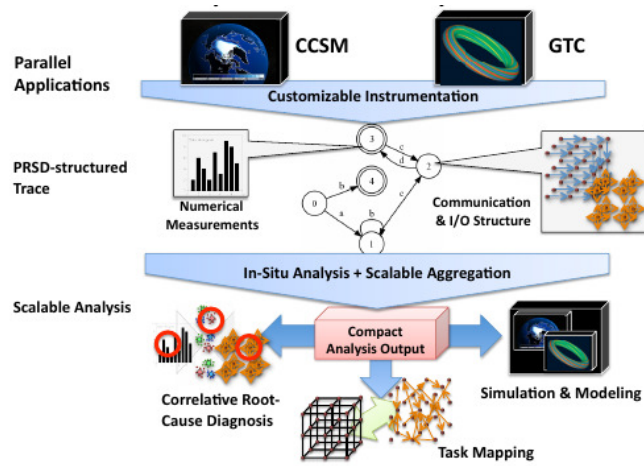 CCSM
GTC
Parallel
Applications
Customizable Instrumentation
PRSD-structured
Trace
3
c
d
2
b
4
0
c
a
b
1
Numerical
Measurements
Communication
& I/O Structure
In-Situ Analysis + Scalable Aggregation
Scalable Analysis
Compact
Analysis Output
Correlative Root-
Cause Diagnosis
Simulation & Modeling
Task Mapping